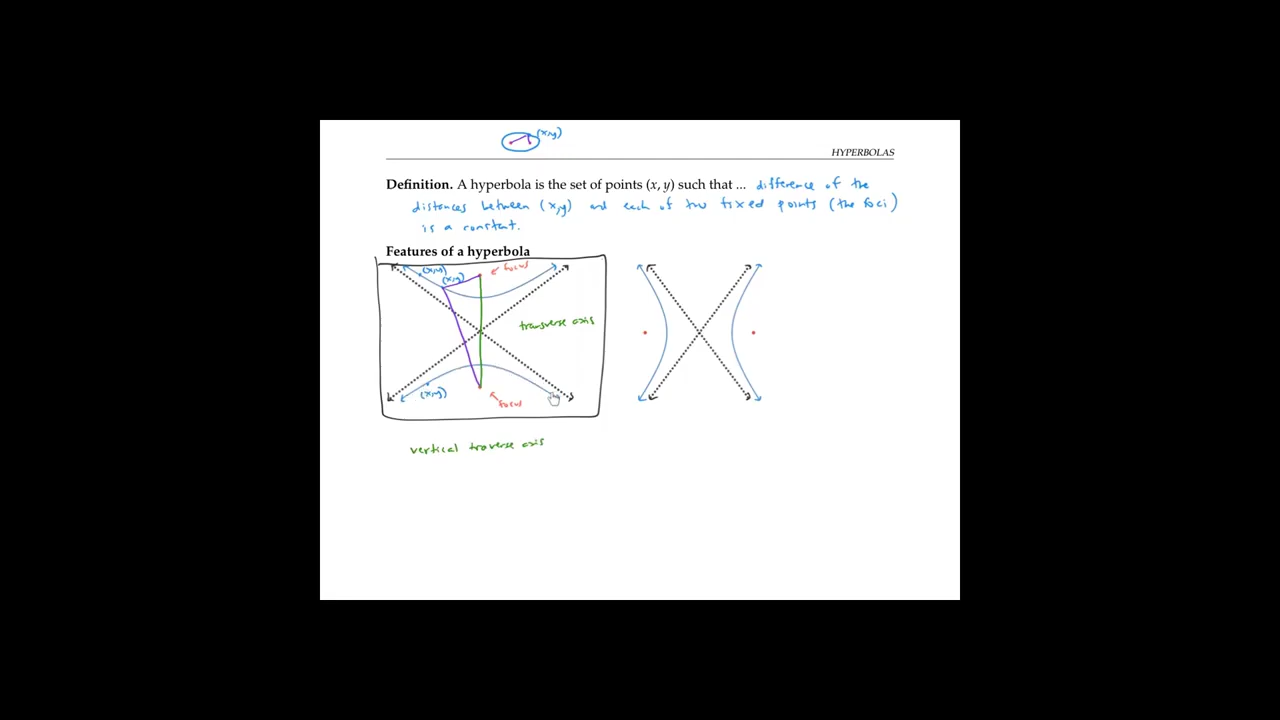 (x,y)
HYPERBOLAS
Definition. A hyperbola is the set of points (x, y) such that ... difference of the
distances between (x,y) and each of two fixed points (the foci)
is a constant.
Features of a hyperbola
(x,y)
(x,y)
focus
transverse axis
(x,y)
focus
vertical traverse axis